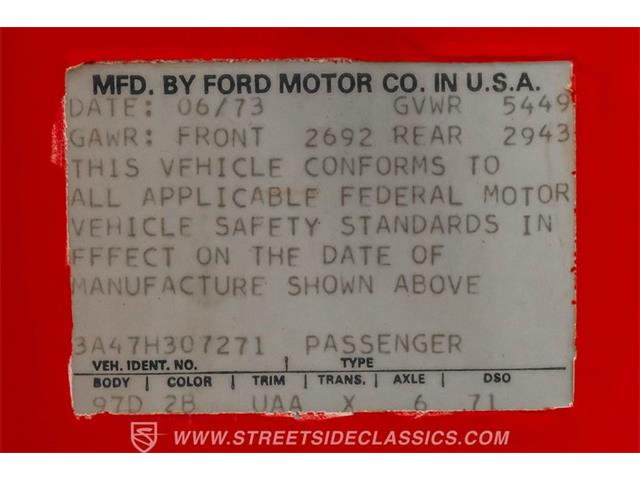 MFD. BY FORD MOTOR CO. IN U.S.A.
DATE: 06/73 GVWR 5449
GAWR: FRONT 2692 REAR 2943
THIS VEHICLE CONFORMS TO
ALL APPLICABLE FEDERAL MOTOR
VEHICLE SAFETY STANDARDS IN
EFFECT ON THE DATE OF
MANUFACTURE SHOWN ABOVE
3A47H307271 PASSENGER
VEH. IDENT. NO. | TYPE
BODY | COLOR | TRIM | TRANS. | AXLE | DSO
97D 2B UAA X 6 71
WWW.STREETSIDECLASSICS.COM